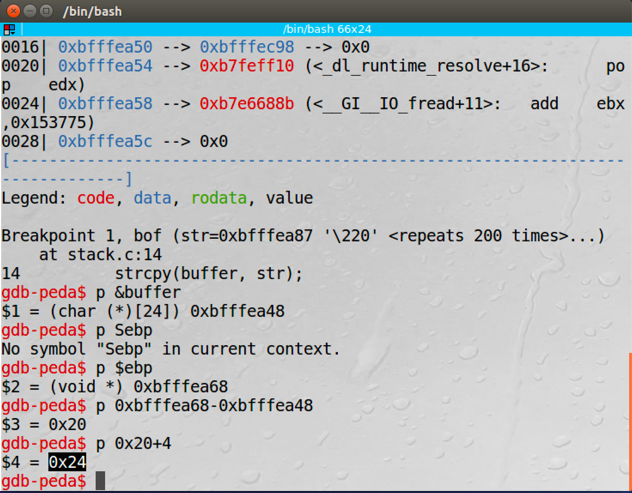 /bin/bash
/bin/bash 66x24
0016| 0xbfffea50 --> 0xbfffec98 --> 0x0
0020| 0xbfffea54 --> 0xb7feff10 (<_dl_runtime_resolve+16>:      po
p    edx)
0024| 0xbfffea58 --> 0xb7e6688b (<__GI__IO_fread+11>:   add    ebx
,0x153775)
0028| 0xbfffea5c --> 0x0
[-----------------------------------------------------------------
-------------]
Legend: code, data, rodata, value

Breakpoint 1, bof (str=0xbfffea87 '\220' <repeats 200 times>...)
    at stack.c:14
14          strcpy(buffer, str);
gdb-peda$ p &buffer
$1 = (char (*)[24]) 0xbfffea48
gdb-peda$ p Sebp
No symbol "Sebp" in current context.
gdb-peda$ p $ebp
$2 = (void *) 0xbfffea68
gdb-peda$ p 0xbfffea68-0xbfffea48
$3 = 0x20
gdb-peda$ p 0x20+4
$4 = 0x24
gdb-peda$